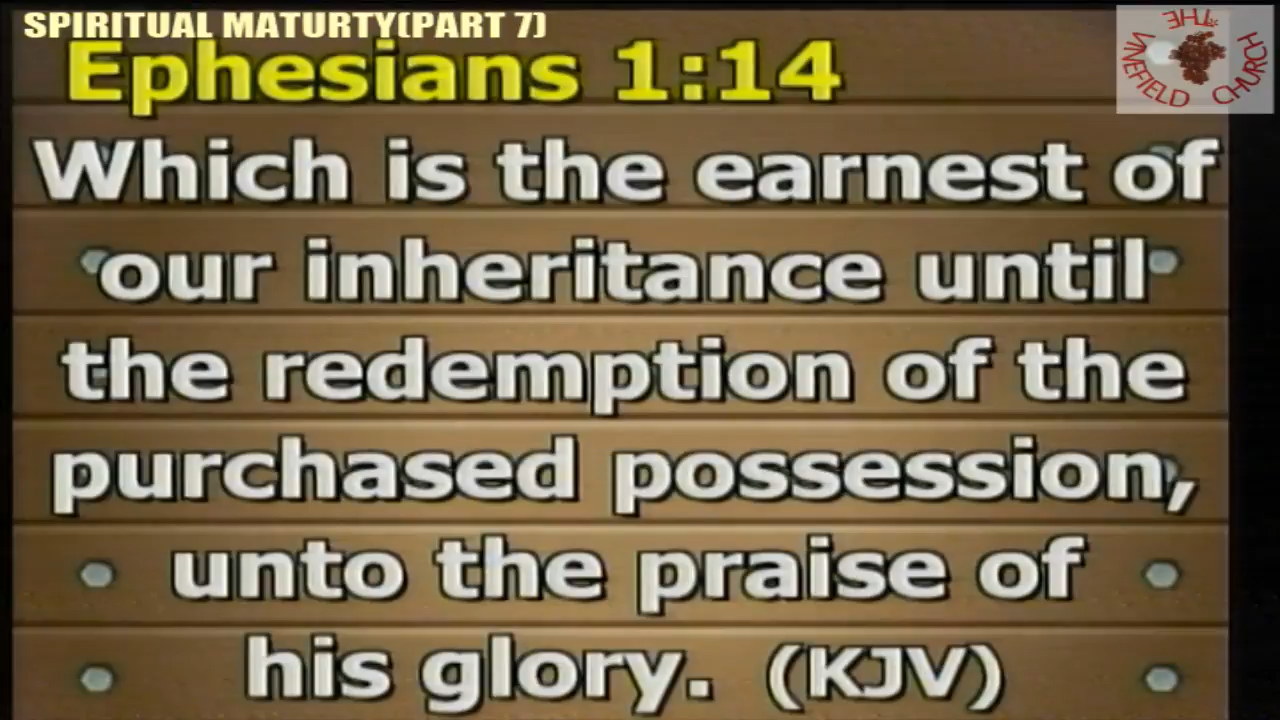 SPIRITUAL MATURTY(PART 7)
Ephesians 1:14
THE
VINEFIELD CHURCH
Which is the earnest of
our inheritance until
the redemption of the
purchased possession,
unto the praise of
his glory. (KJV)